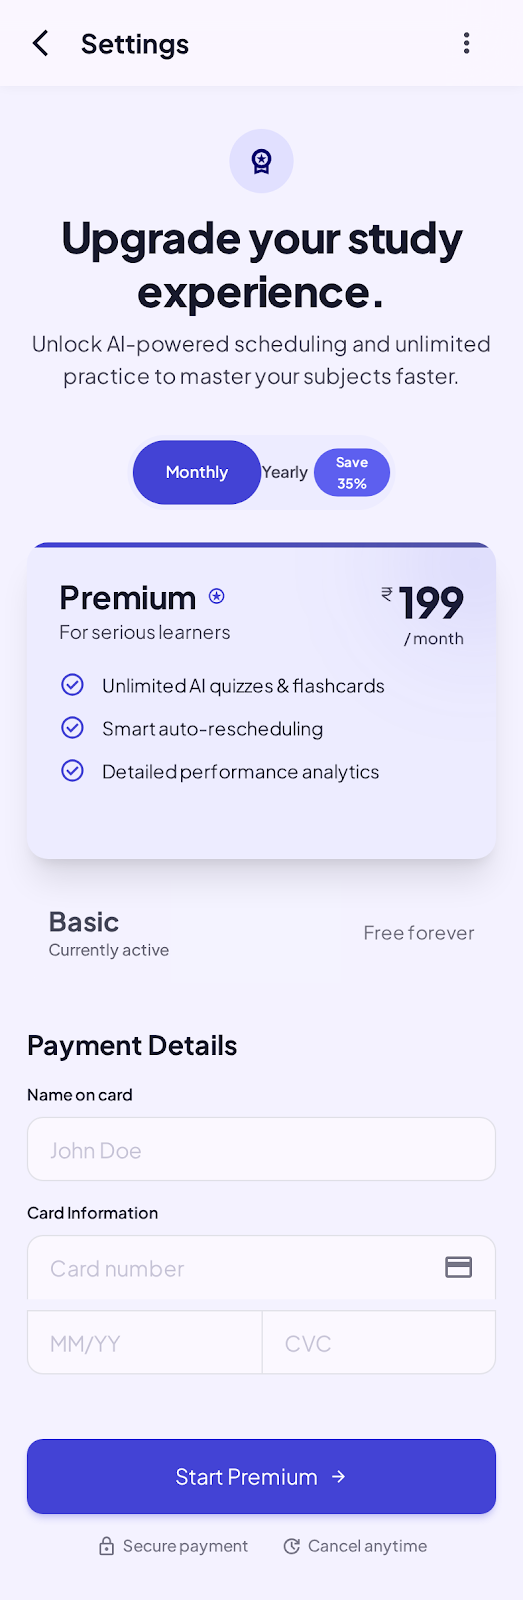 Settings
Upgrade your study
experience.
Unlock AI-powered scheduling and unlimited
practice to master your subjects faster.
Monthly
Yearly
Save
35%
Premium
₹199
For serious learners
/ month
Unlimited AI quizzes & flashcards
Smart auto-rescheduling
Detailed performance analytics
Basic
Currently active
Free forever
Payment Details
Name on card
John Doe
Card Information
Card number
MM/YY
CVC
Start Premium →
Secure payment
Cancel anytime